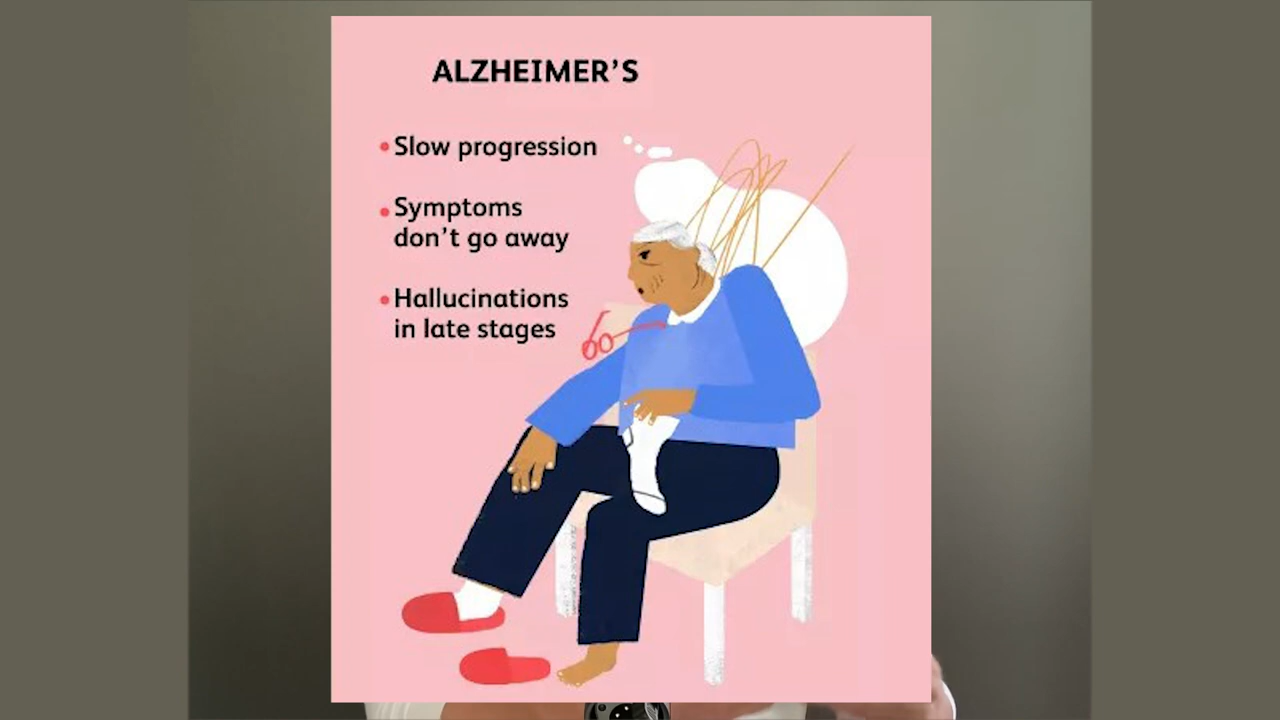 ALZHEIMER'S
Slow progression
Symptoms
don't go away
Hallucinations
in late stages